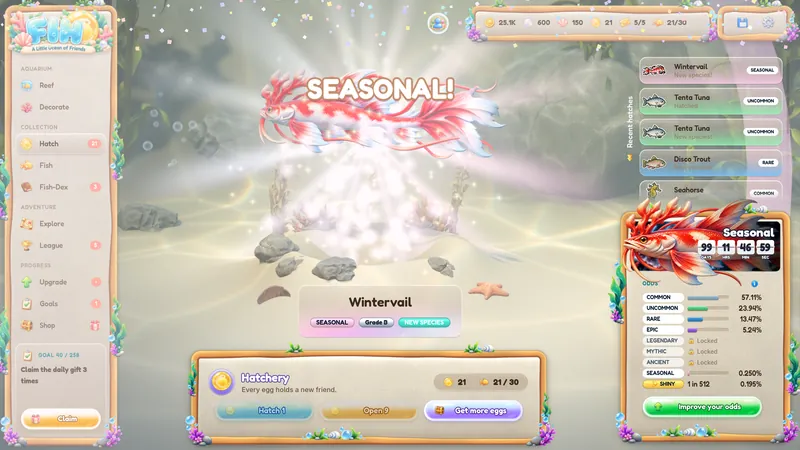 FIN
A Little Ocean of Friends
AQUARIUM
Reef
Decorate
COLLECTION
Hatch 21
Fish
Fish-Dex
ADVENTURE
Explore
League
PROGRESS
Upgrade
Goals
Shop
GOAL 40 / 256
Claim the daily gift 3
times
Claim
25.1K 600 150 21 5/5 21/30
SEASONAL!
Wintervail
SEASONAL Grade D NEW SPECIES
Hatchery
Every egg holds a new friend.
21 21 / 30
Hatch 1 Open 9 Get more eggs
Recent hatches
Wintervail
New species!
SEASONAL
Tenta Tuna
Hatched
UNCOMMON
Tenta Tuna
New species!
UNCOMMON
Disco Trout
RARE
Seahorse
COMMON
Seasonal
99 11 46 59
DAYS HRS MIN SEC
ODDS
COMMON 57.11%
UNCOMMON 23.94%
RARE 13.47%
EPIC 5.24%
LEGENDARY Locked
MYTHIC Locked
ANCIENT Locked
SEASONAL 0.250%
SHINY 1 in 512 0.195%
Improve your odds